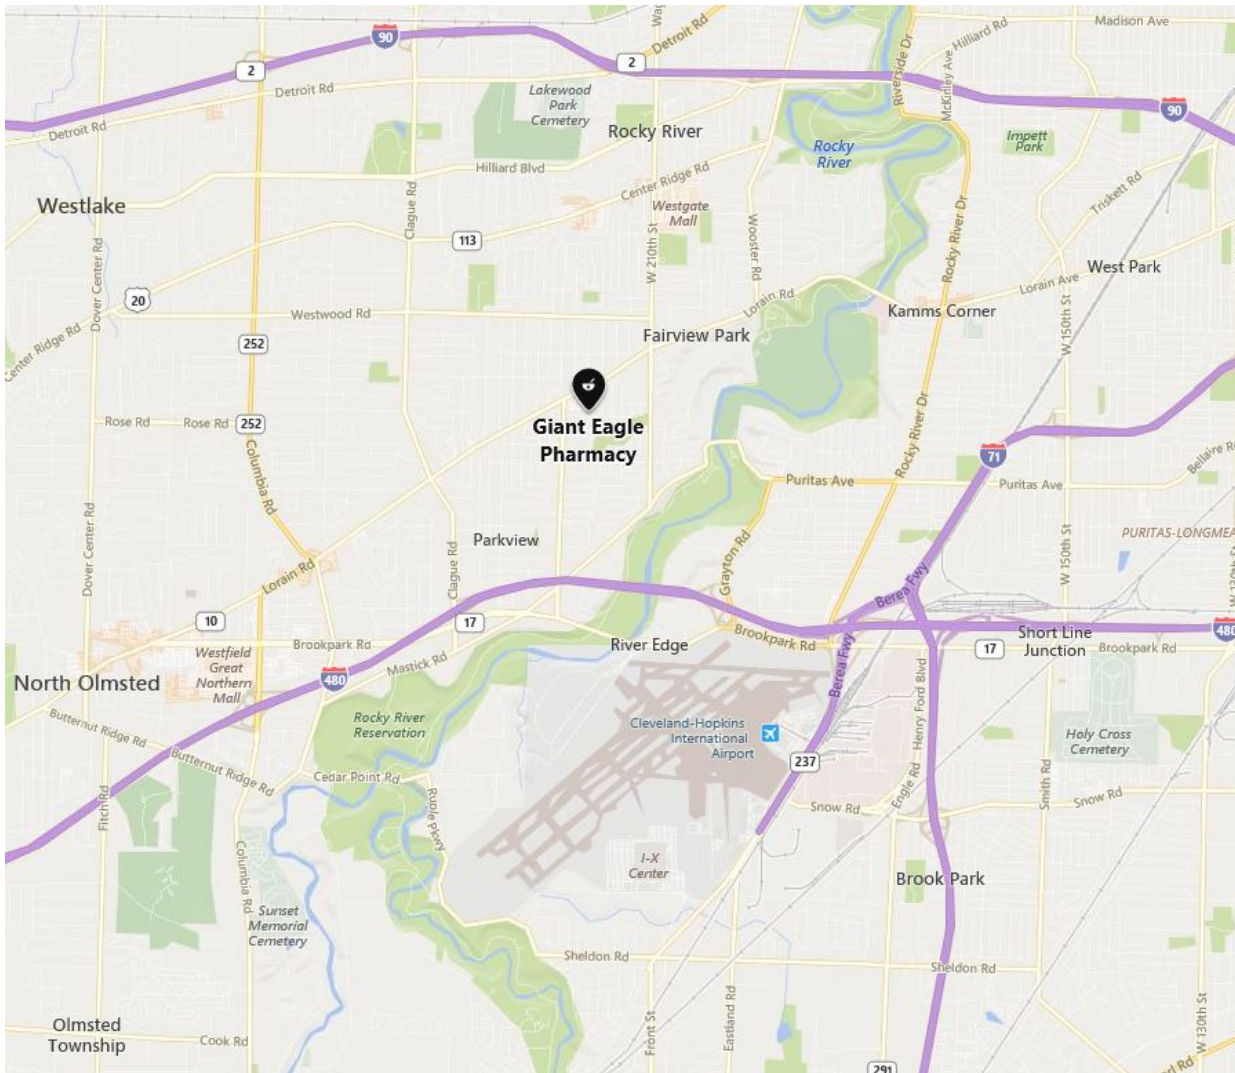 Madison Ave
Wag
Detroit Rd
Hilliard Rd
90
2
2
Riverside Dr
McKinley Ave
Detroit Rd
Lakewood
Park
Cemetery
90
Detroit Rd
Rocky River
Rocky
River
Impett
Park
Hilliard Blvd
Center Ridge Rd
Triskett Rd
Westlake
Clague Rd
Westgate
Mall
113
W 210th St
Wooster Rd
Rocky River Dr
West Park
Dover Center Rd
20
Lorain Rd
Lorain Ave
Westwood Rd
Kamms Corner
Center Ridge Rd
252
Fairview Park
W 150th St
Rose Rd
Rose Rd
252
Giant Eagle
Pharmacy
Rocky River Dr
71
Bellaire Rd
Columbia Rd
Puritas Ave
Puritas Ave
Dover Center Rd
Parkview
PURITAS-LONGMEA
Clague Rd
Grayton Rd
W 150th St
Lorain Rd
Berea Fwy
W 130th St
10
17
Brookpark Rd
River Edge
Brookpark Rd
Short Line
Junction
480
17
Brookpark Rd
Westfield
Great
Northern
Mall
Mastick Rd
North Olmsted
480
Berea Fwy
Henry Ford Blvd
Butternut Ridge Rd
Rocky River
Reservation
Cleveland-Hopkins
International
Airport
Holy Cross
Cemetery
Butternut Ridge Rd
237
Cedar Point Rd
Fitch Rd
Ruple Pkwy
Engle Rd
Smith Rd
Snow Rd
Snow Rd
Columbia Rd
I-X
Center
Brook Park
Sunset
Memorial
Cemetery
Sheldon Rd
Sheldon Rd
Olmsted
Township
Cook Rd
Front St
Eastland Rd
W 130th St
291
rl Rd